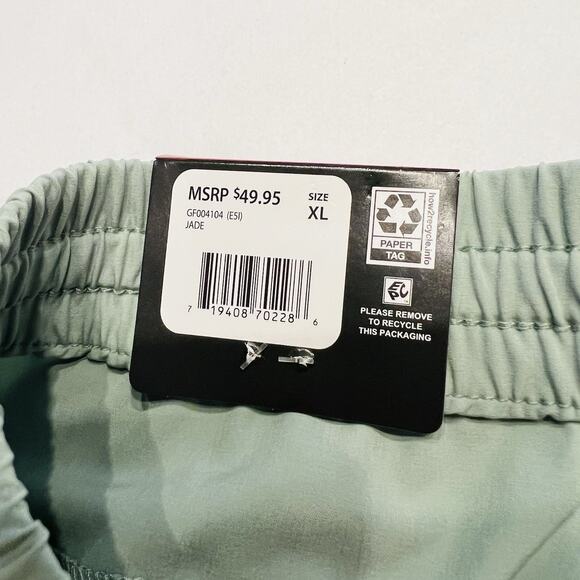 MSRP $49.95
SIZE
XL
GF004104 (E5I)
JADE
7 19408 70228 6
how2recycle.info
PAPER
TAG
PLEASE REMOVE
TO RECYCLE
THIS PACKAGING